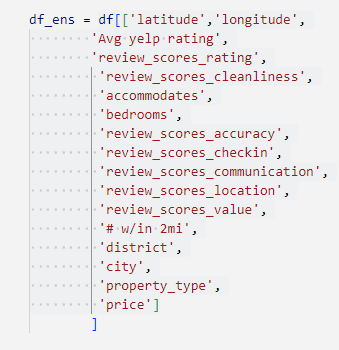 df_ens = df[['latitude','longitude',
'Avg yelp rating',
'review_scores_rating',
'review_scores_cleanliness',
'accommodates',
'bedrooms',
'review_scores_accuracy',
'review_scores_checkin',
'review_scores_communication',
'review_scores_location',
'review_scores_value',
'# w/in 2mi',
'district',
'city',
'property_type',
'price']
]